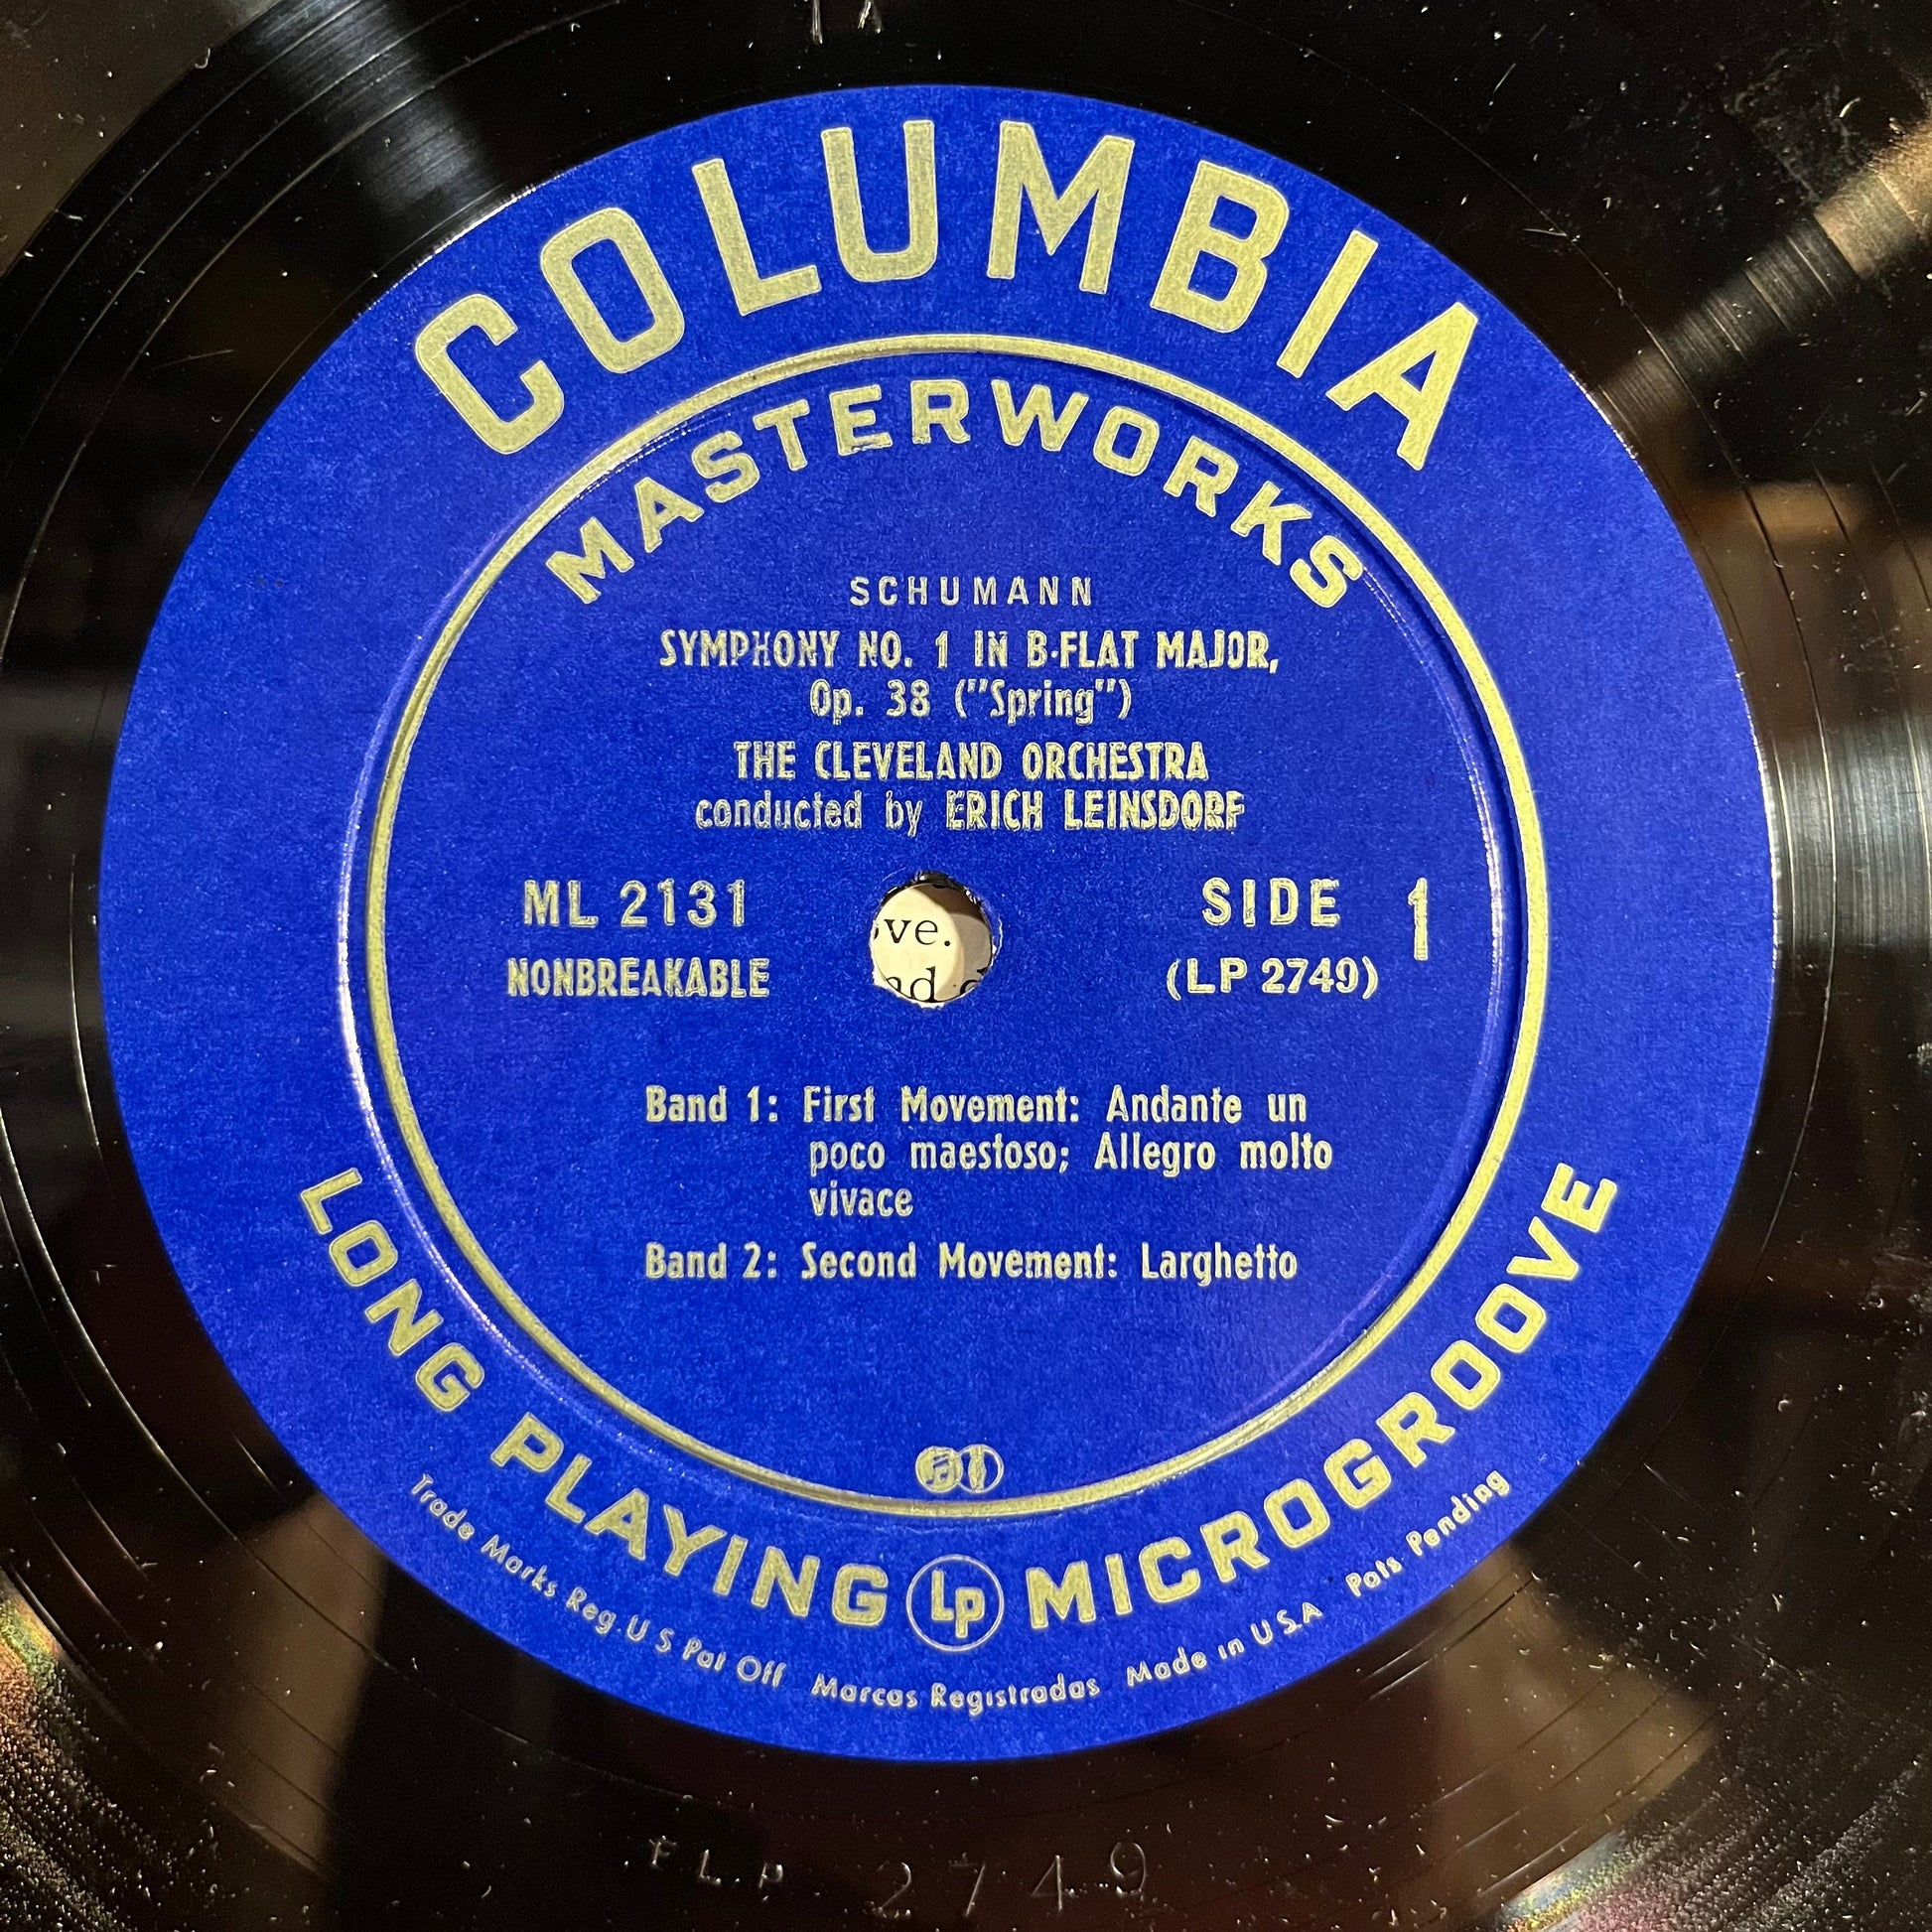 COLUMBIA
MASTERWORKS
SCHUMANN
SYMPHONY NO. 1 IN B-FLAT MAJOR,
Op. 38 ("Spring")
THE CLEVELAND ORCHESTRA
conducted by ERICH LEINSDORF
ML 2131
SIDE 1
NONBREAKABLE
(LP 2749)
ve.
Band 1: First Movement: Andante un
poco maestoso; Allegro molto
vivace
Band 2: Second Movement: Larghetto
LONG PLAYING Lp MICROGROOVE
Trade Marks Reg. U S Pat Off Marcas Registradas Made in U S.A Pats Pending
FLP 2749